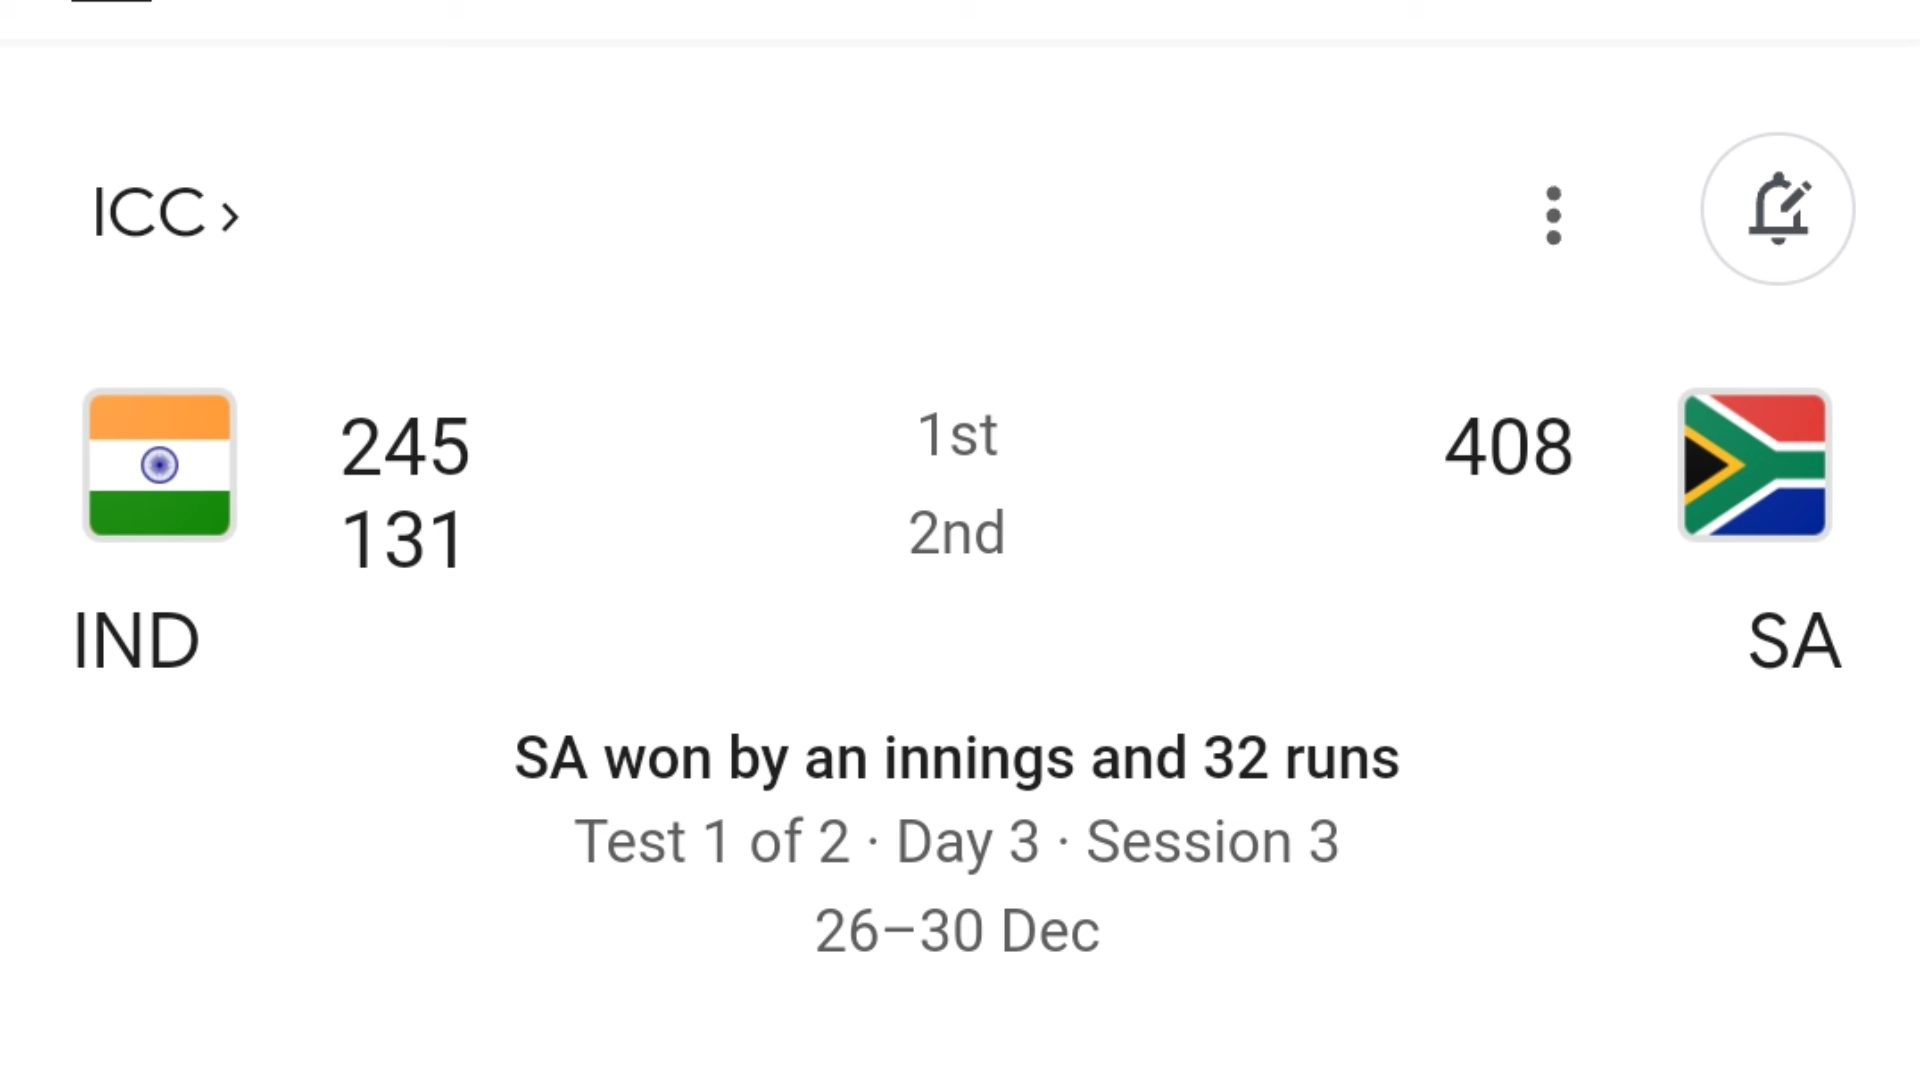 ICC >
245 1st 408
131 2nd
IND SA
SA won by an innings and 32 runs
Test 1 of 2 · Day 3 · Session 3
26–30 Dec